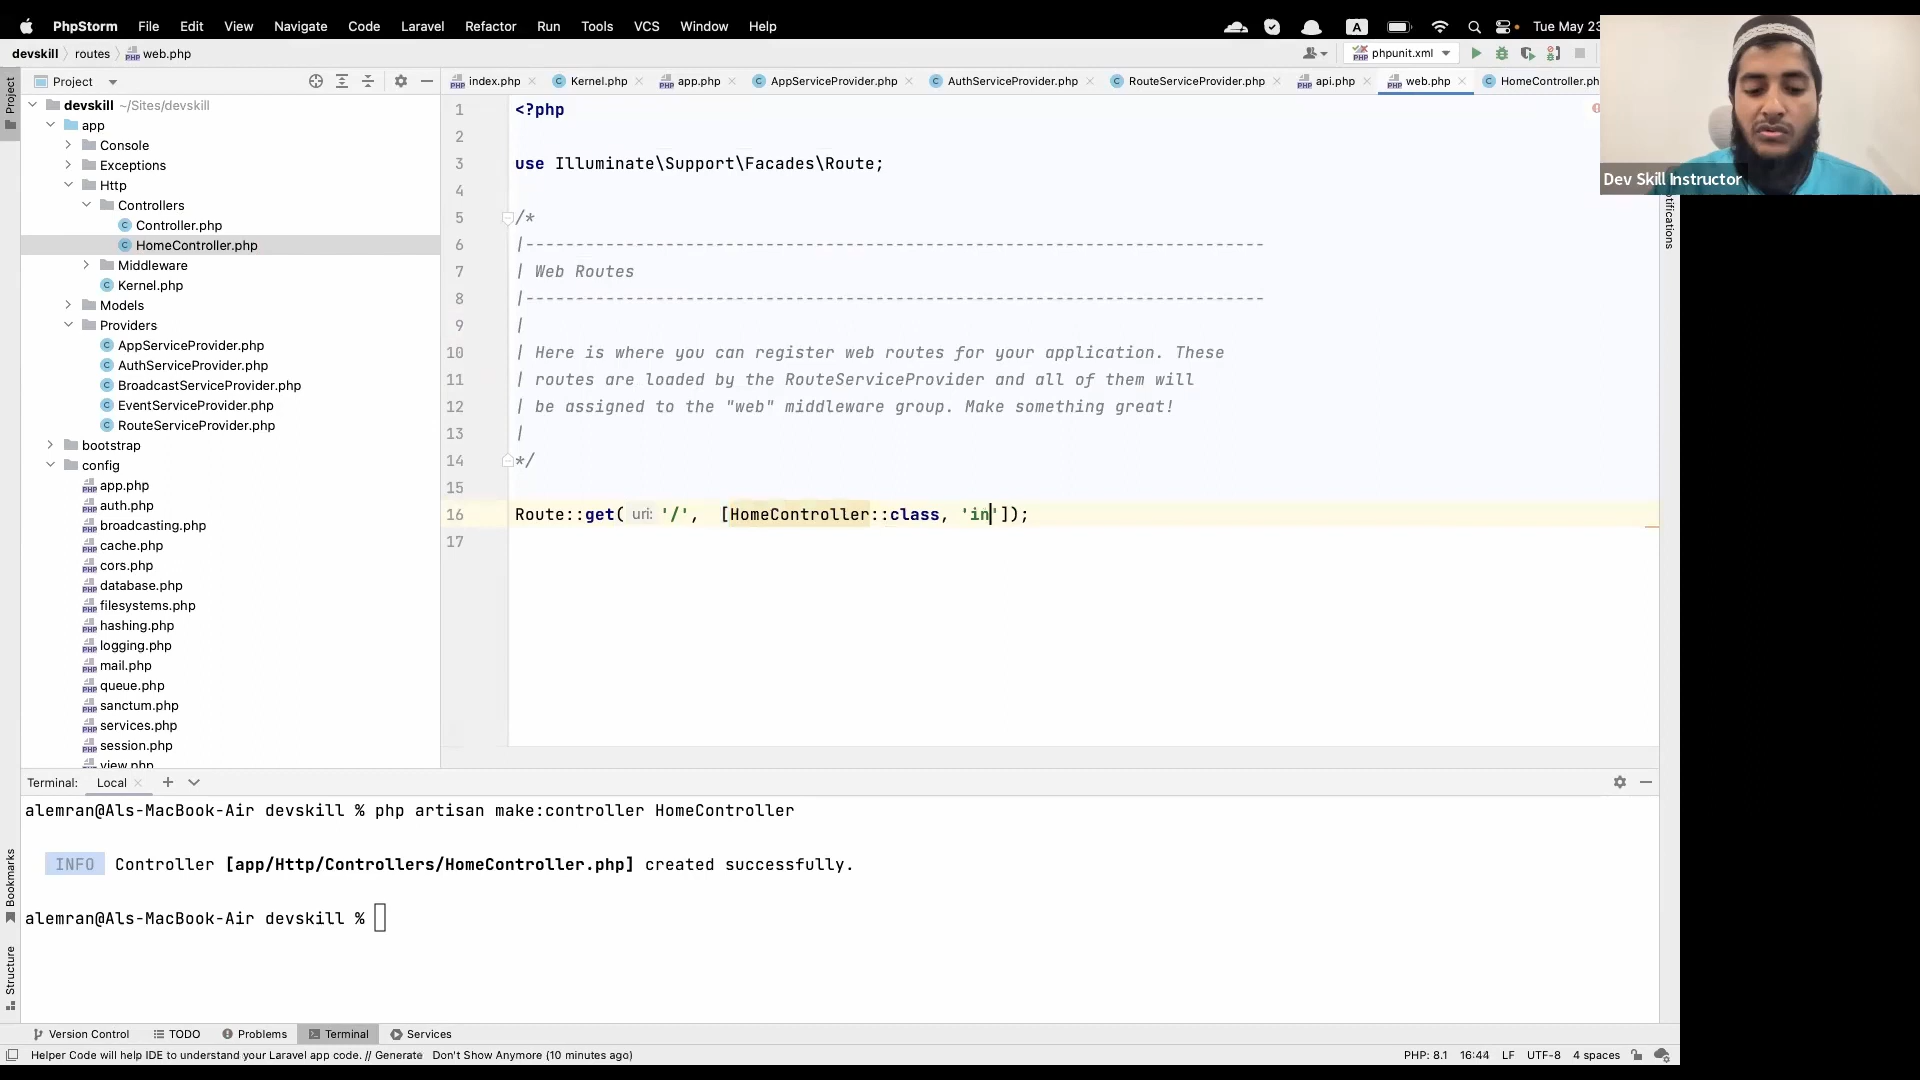 PhpStorm File Edit View Navigate Code Laravel Refactor Run Tools VCS Window Help A Tue May 23
devskill routes web.php phpunit.xml
Project index.php Kernel.php app.php AppServiceProvider.php AuthServiceProvider.php RouteServiceProvider.php api.php web.php HomeController.ph
Project
devskill ~/Sites/devskill
app
Console
Exceptions
Http
Controllers
Controller.php
HomeController.php
Middleware
Kernel.php
Models
Providers
AppServiceProvider.php
AuthServiceProvider.php
BroadcastServiceProvider.php
EventServiceProvider.php
RouteServiceProvider.php
bootstrap
config
app.php
auth.php
broadcasting.php
cache.php
cors.php
database.php
filesystems.php
hashing.php
logging.php
mail.php
queue.php
sanctum.php
services.php
session.php
view.php
1 <?php
2
3 use Illuminate\Support\Facades\Route;
4
5 /*
6 |--------------------------------------------------------------------------
7 | Web Routes
8 |--------------------------------------------------------------------------
9 |
10 | Here is where you can register web routes for your application. These
11 | routes are loaded by the RouteServiceProvider and all of them will
12 | be assigned to the "web" middleware group. Make something great!
13 |
14 */
15
16 Route::get( uri: '/', [HomeController::class, 'in']);
17
Dev Skill Instructor
otifications
Terminal: Local
alemran@Als-MacBook-Air devskill % php artisan make:controller HomeController
INFO Controller [app/Http/Controllers/HomeController.php] created successfully.
alemran@Als-MacBook-Air devskill %
Bookmarks
Structure
Version Control TODO Problems Terminal Services
Helper Code will help IDE to understand your Laravel app code. // Generate Don't Show Anymore (10 minutes ago) PHP: 8.1 16:44 LF UTF-8 4 spaces